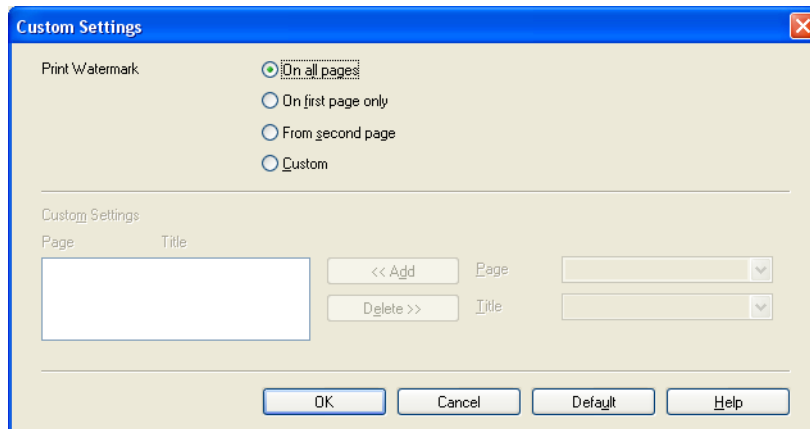 Custom Settings
Print Watermark
On all pages
On first page only
From second page
Custom
Custom Settings
Page Title
<< Add Page
Delete >> Title
OK Cancel Default Help